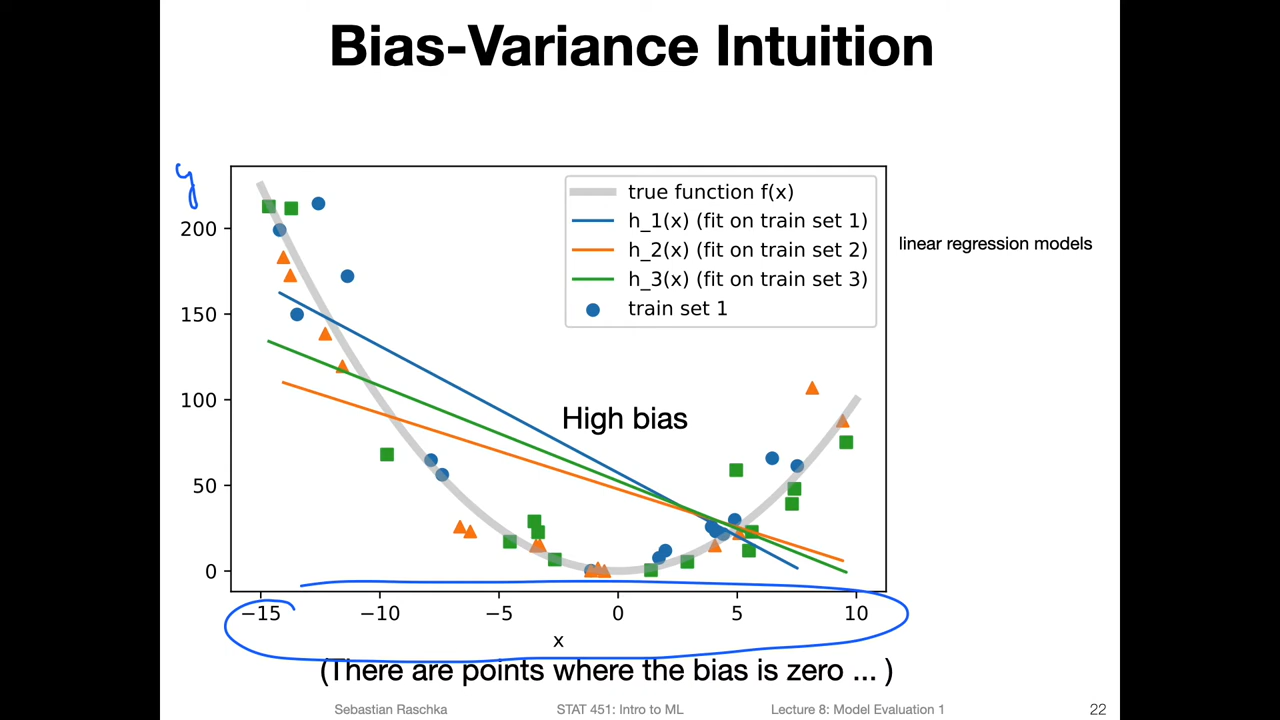 Bias-Variance Intuition
y
200
150
100
50
0
true function f(x)
h_1(x) (fit on train set 1)
h_2(x) (fit on train set 2)
h_3(x) (fit on train set 3)
train set 1
linear regression models
High bias
−15 −10 −5 0 5 10
x
(There are points where the bias is zero ... )
Sebastian Raschka STAT 451: Intro to ML Lecture 8: Model Evaluation 1 22